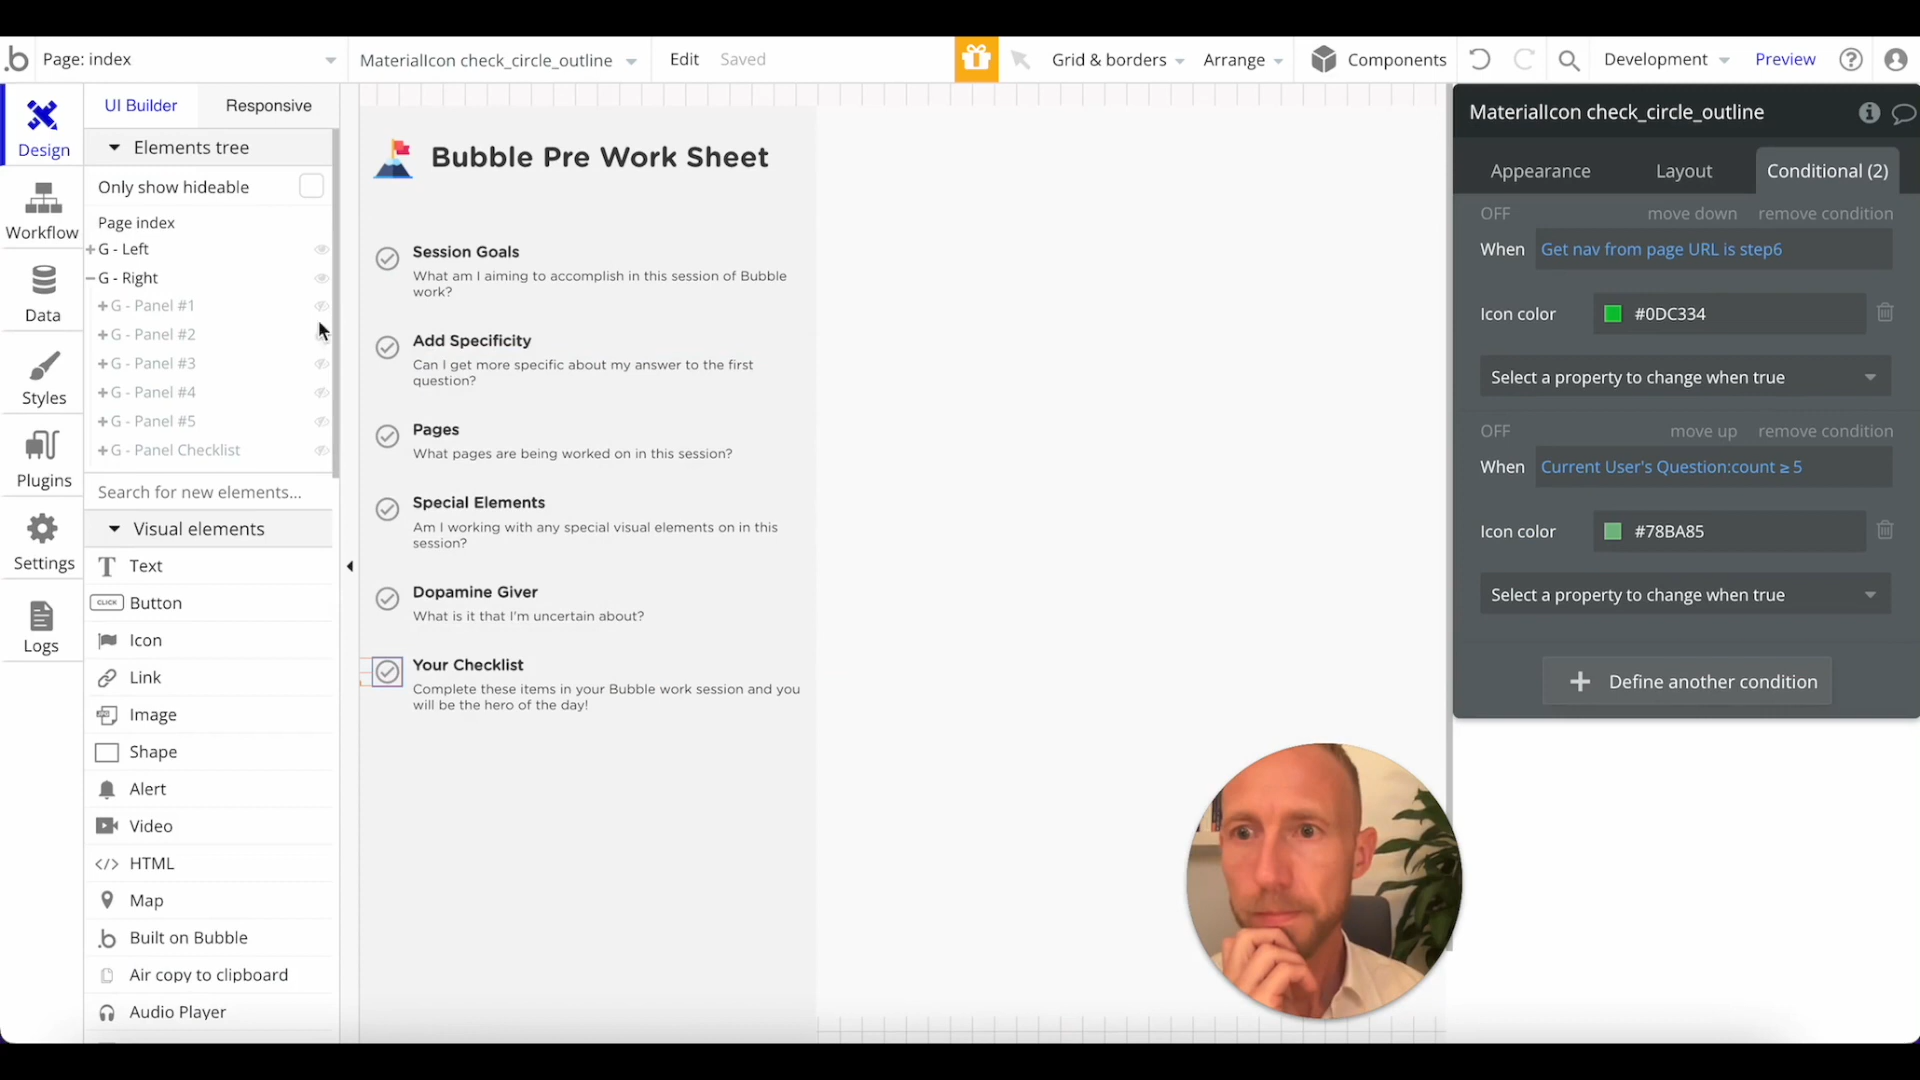 b Page: index
MaterialIcon check_circle_outline
Edit Saved
Grid & borders
Arrange
Components
Development
Preview
?
Design
Workflow
Data
Styles
Plugins
Settings
Logs
UI Builder Responsive
Elements tree
Only show hideable
Page index
G - Left
G - Right
G - Panel #1
G - Panel #2
G - Panel #3
G - Panel #4
G - Panel #5
G - Panel Checklist
Search for new elements...
Visual elements
T Text
CLICK Button
Icon
Link
Image
Shape
Alert
Video
</> HTML
Map
b Built on Bubble
Air copy to clipboard
Audio Player
Bubble Pre Work Sheet
Session Goals
What am I aiming to accomplish in this session of Bubble
work?
Add Specificity
Can I get more specific about my answer to the first
question?
Pages
What pages are being worked on in this session?
Special Elements
Am I working with any special visual elements on in this
session?
Dopamine Giver
What is it that I'm uncertain about?
Your Checklist
Complete these items in your Bubble work session and you
will be the hero of the day!
MaterialIcon check_circle_outline
Appearance Layout Conditional (2)
OFF move down remove condition
When Get nav from page URL is step6
Icon color #0DC334
Select a property to change when true
OFF move up remove condition
When Current User's Question:count ≥ 5
Icon color #78BA85
Select a property to change when true
+ Define another condition